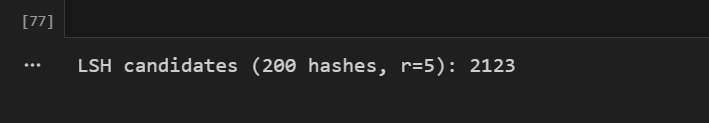 [77]
... LSH candidates (200 hashes, r=5): 2123